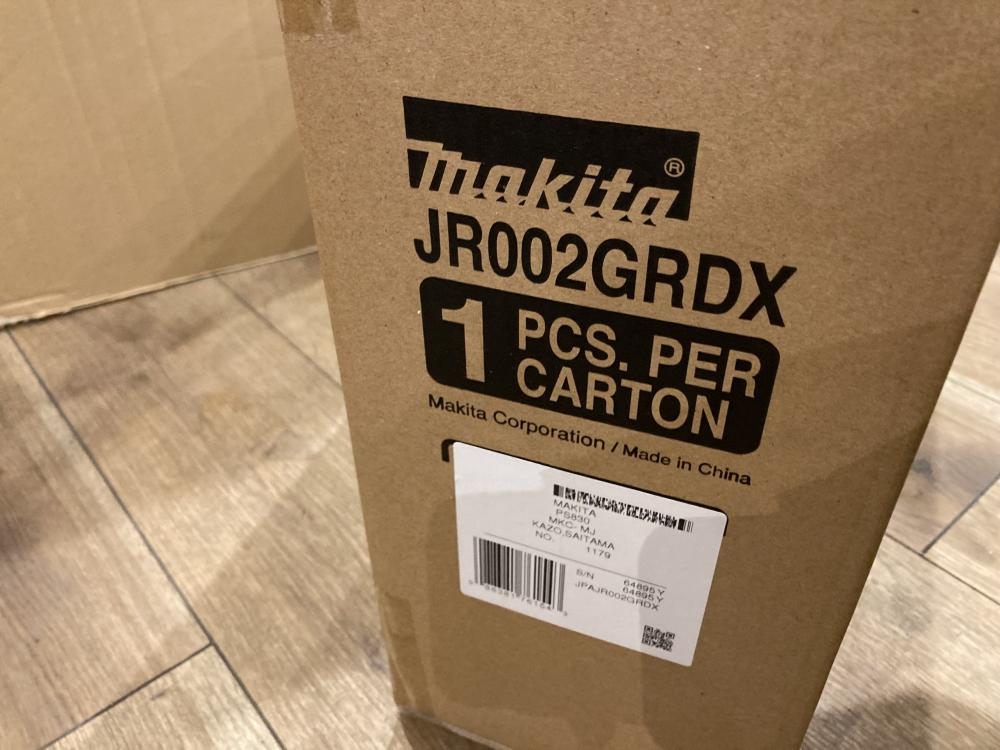 makita®
JR002GRDX
1 PCS. PER
CARTON
Makita Corporation / Made in China
MAKITA
PS830
MKC- MJ
KAZO,SAITAMA
NO. 1179
S/N 64895Y
64895Y
JPAJR002GRDX